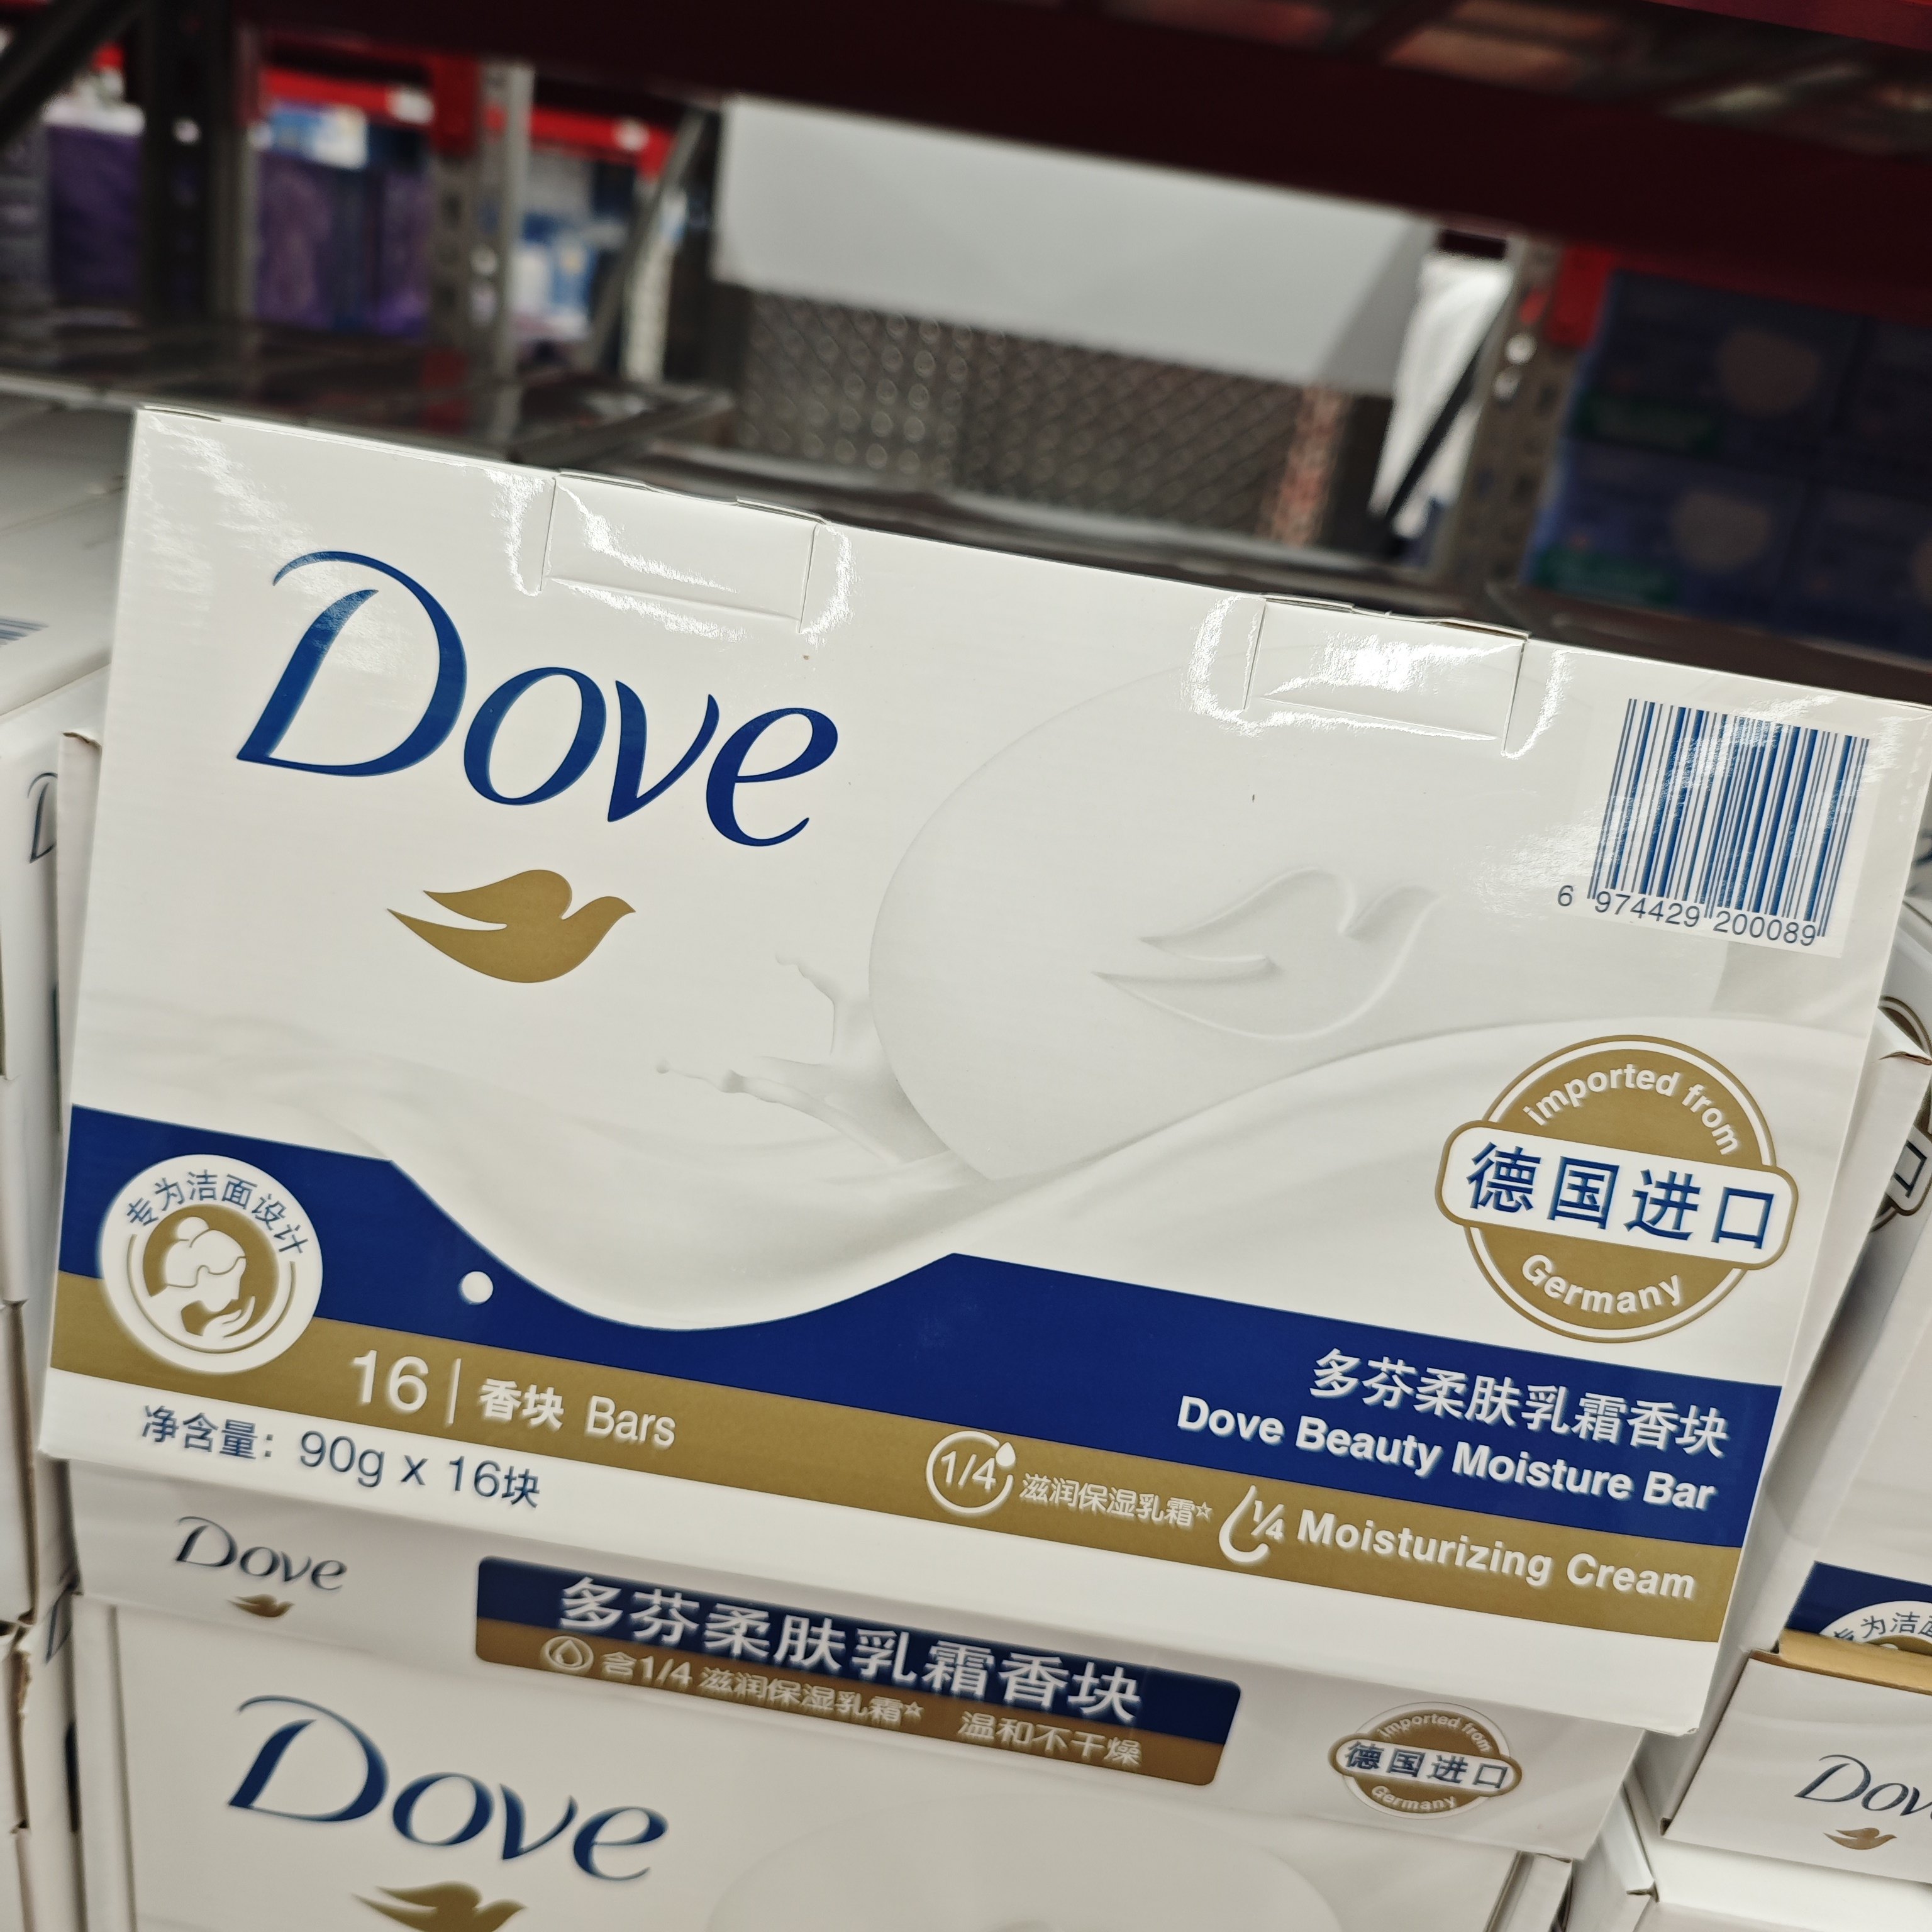 Dove
6 974429 200089
imported from
德国进口
Germany
专为洁面设计
16 | 香块 Bars
净含量: 90g x 16块
多芬柔肤乳霜香块
Dove Beauty Moisture Bar
1/4 滋润保湿乳霜☆ 1/4 Moisturizing Cream
Dove
多芬柔肤乳霜香块
含1/4 滋润保湿乳霜☆ 温和不干燥
imported from
德国进口
Germany
Dove
为洁面
Dov